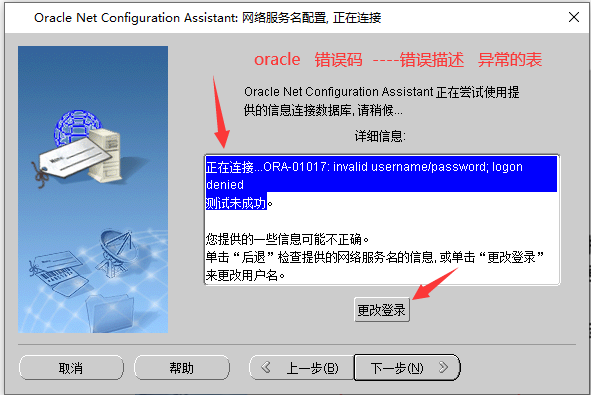 Oracle Net Configuration Assistant: 网络服务名配置, 正在连接
oracle 错误码 ----错误描述 异常的表
Oracle Net Configuration Assistant 正在尝试使用提
供的信息连接数据库, 请稍候...
详细信息:
正在连接...ORA-01017: invalid username/password; logon
denied
测试未成功。
您提供的一些信息可能不正确。
单击“后退”检查提供的网络服务名的信息, 或单击“更改登录”
来更改用户名。
更改登录
取消 帮助 上一步(B) 下一步(N)